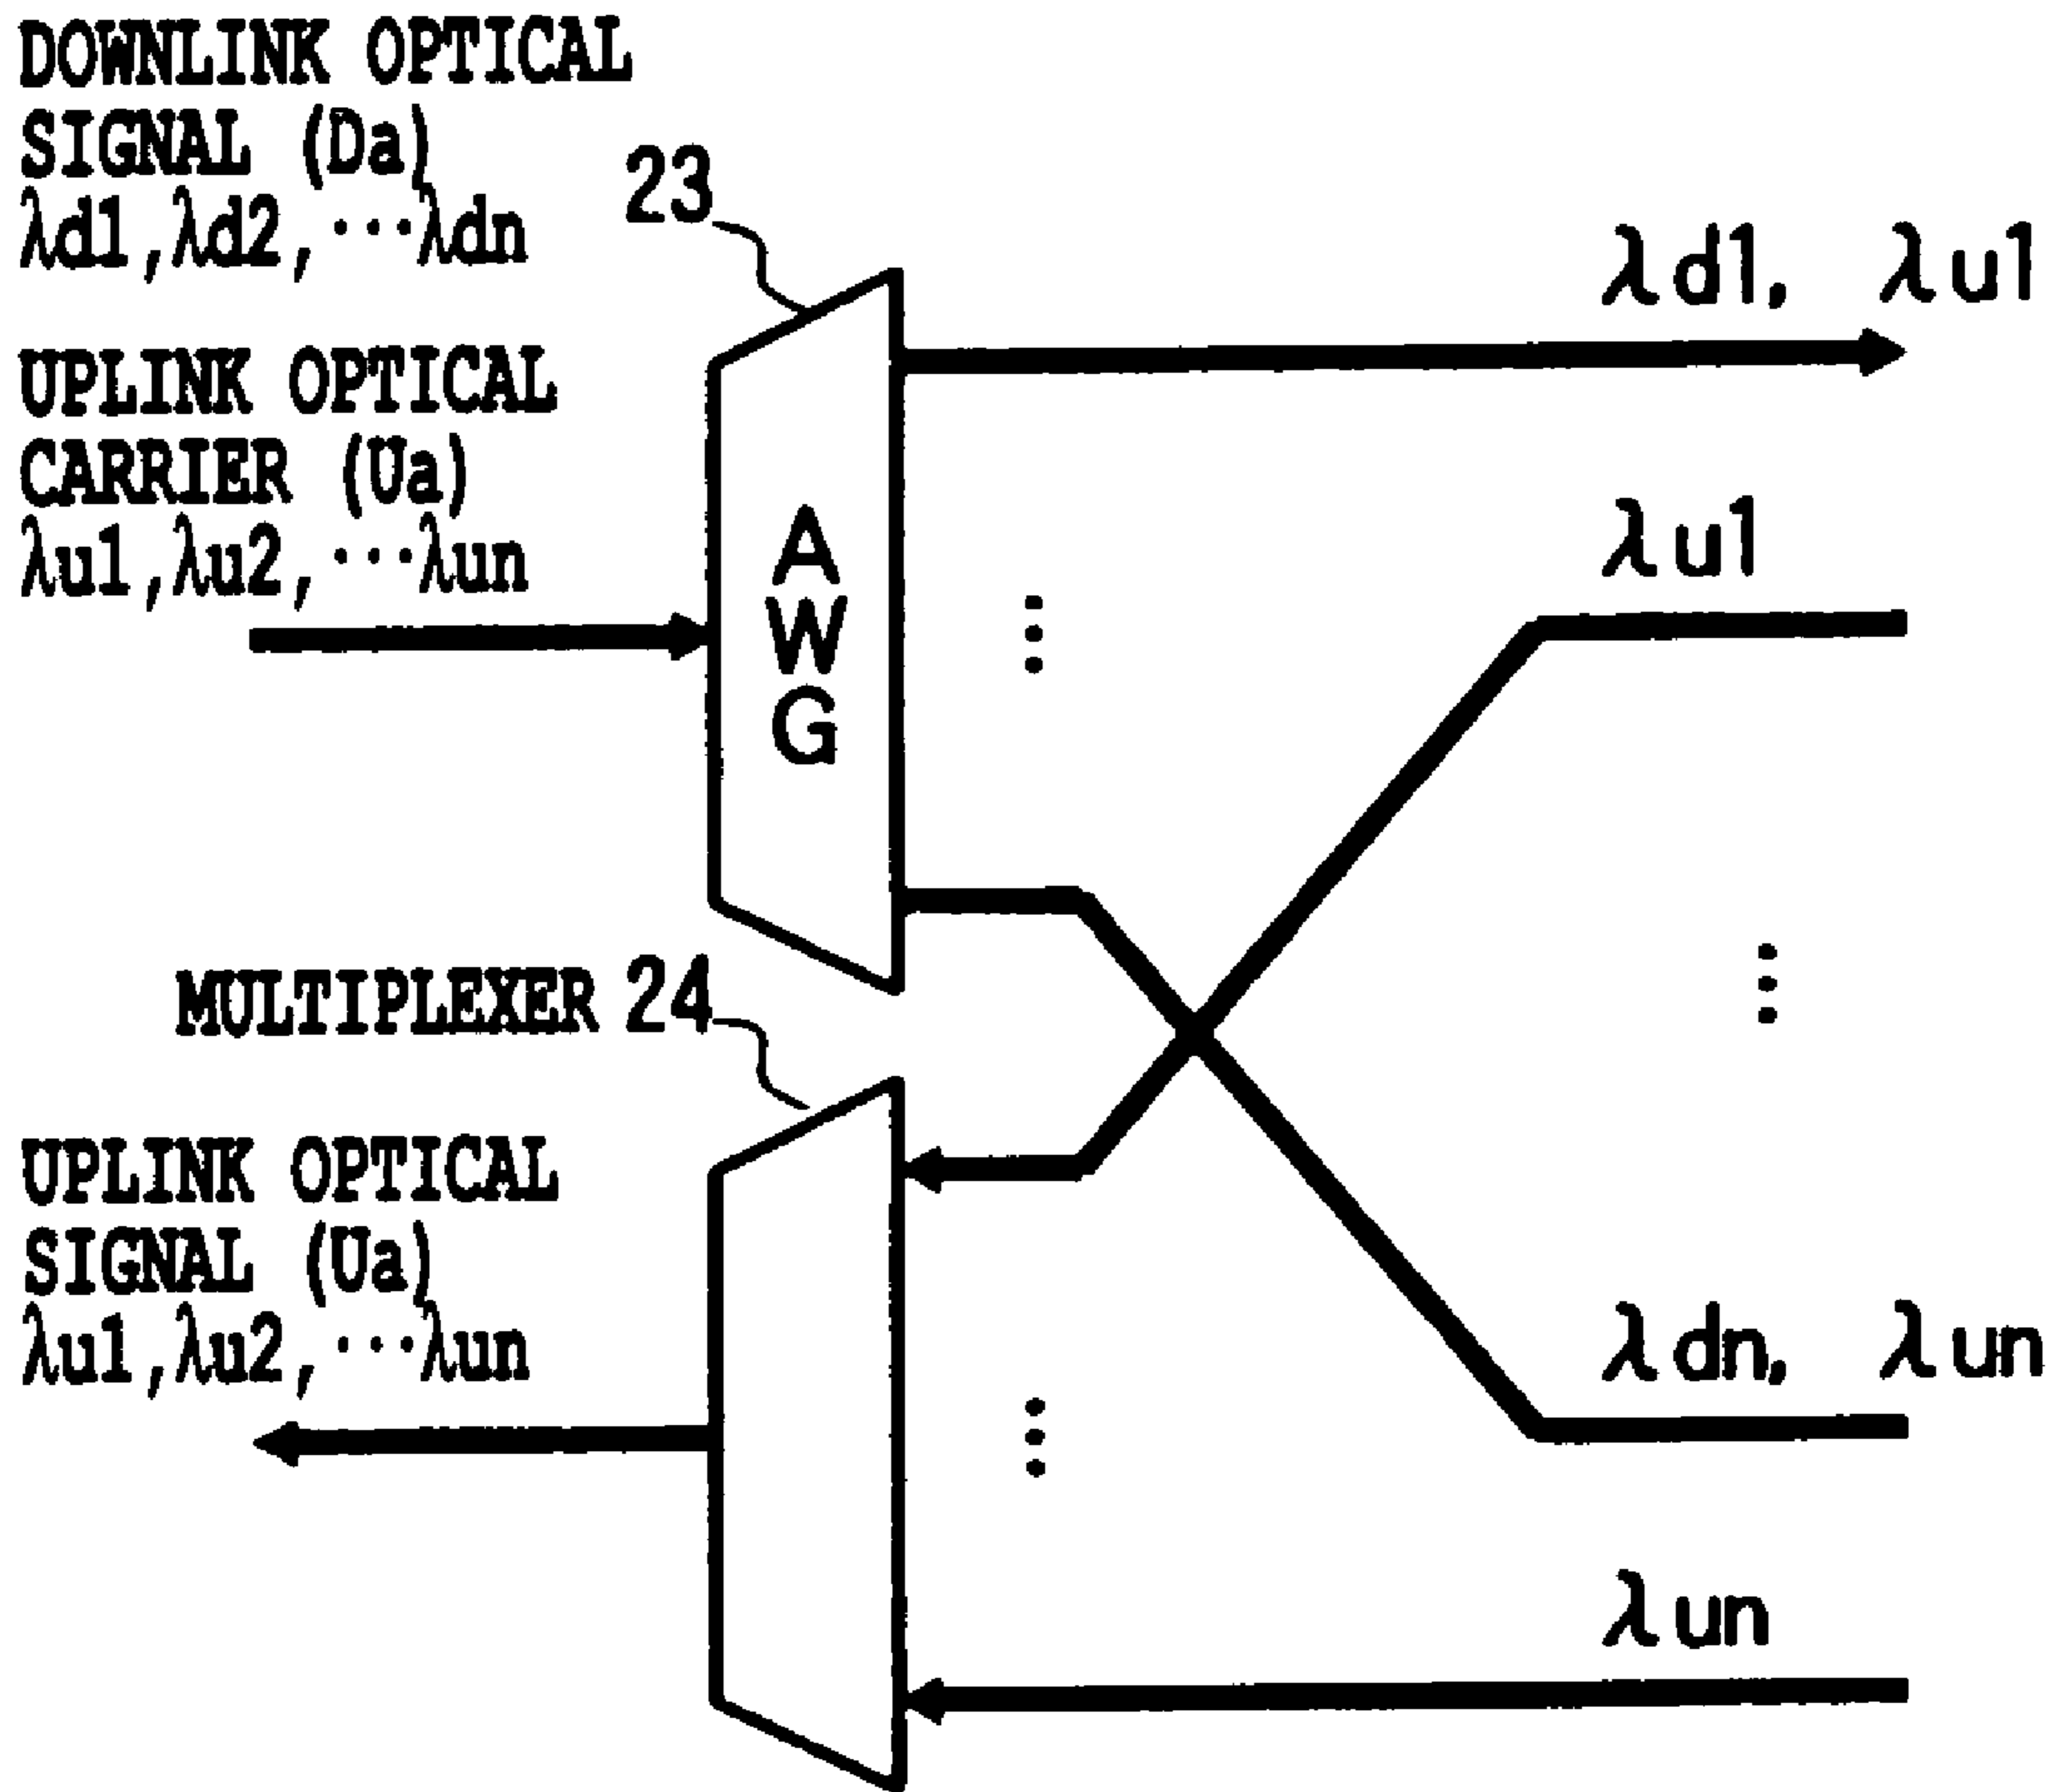 DOWNLINK OPTICAL
SIGNAL (Da)
λd1,λd2,···λdn
23
λd1, λu1
UPLINK OPTICAL
CARRIER (Ua)
λu1,λu2,···λun
λu1
A
W
G
MULTIPLEXER 24
UPLINK OPTICAL
SIGNAL (Ua)
λu1,λu2,···λun
λdn, λun
λun